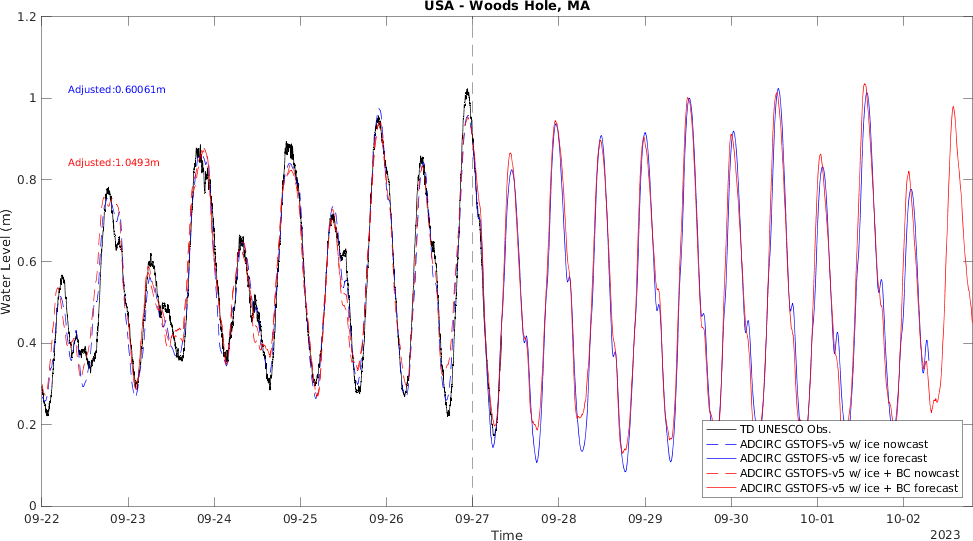 USA - Woods Hole, MA
1.2
1
0.8
0.6
0.4
0.2
0
Water Level (m)
Adjusted:0.60061m
Adjusted:1.0493m
TD UNESCO Obs.
ADCIRC GSTOFS-v5 w/ ice nowcast
ADCIRC GSTOFS-v5 w/ ice forecast
ADCIRC GSTOFS-v5 w/ ice + BC nowcast
ADCIRC GSTOFS-v5 w/ ice + BC forecast
09-22 09-23 09-24 09-25 09-26 09-27 09-28 09-29 09-30 10-01 10-02
Time
2023